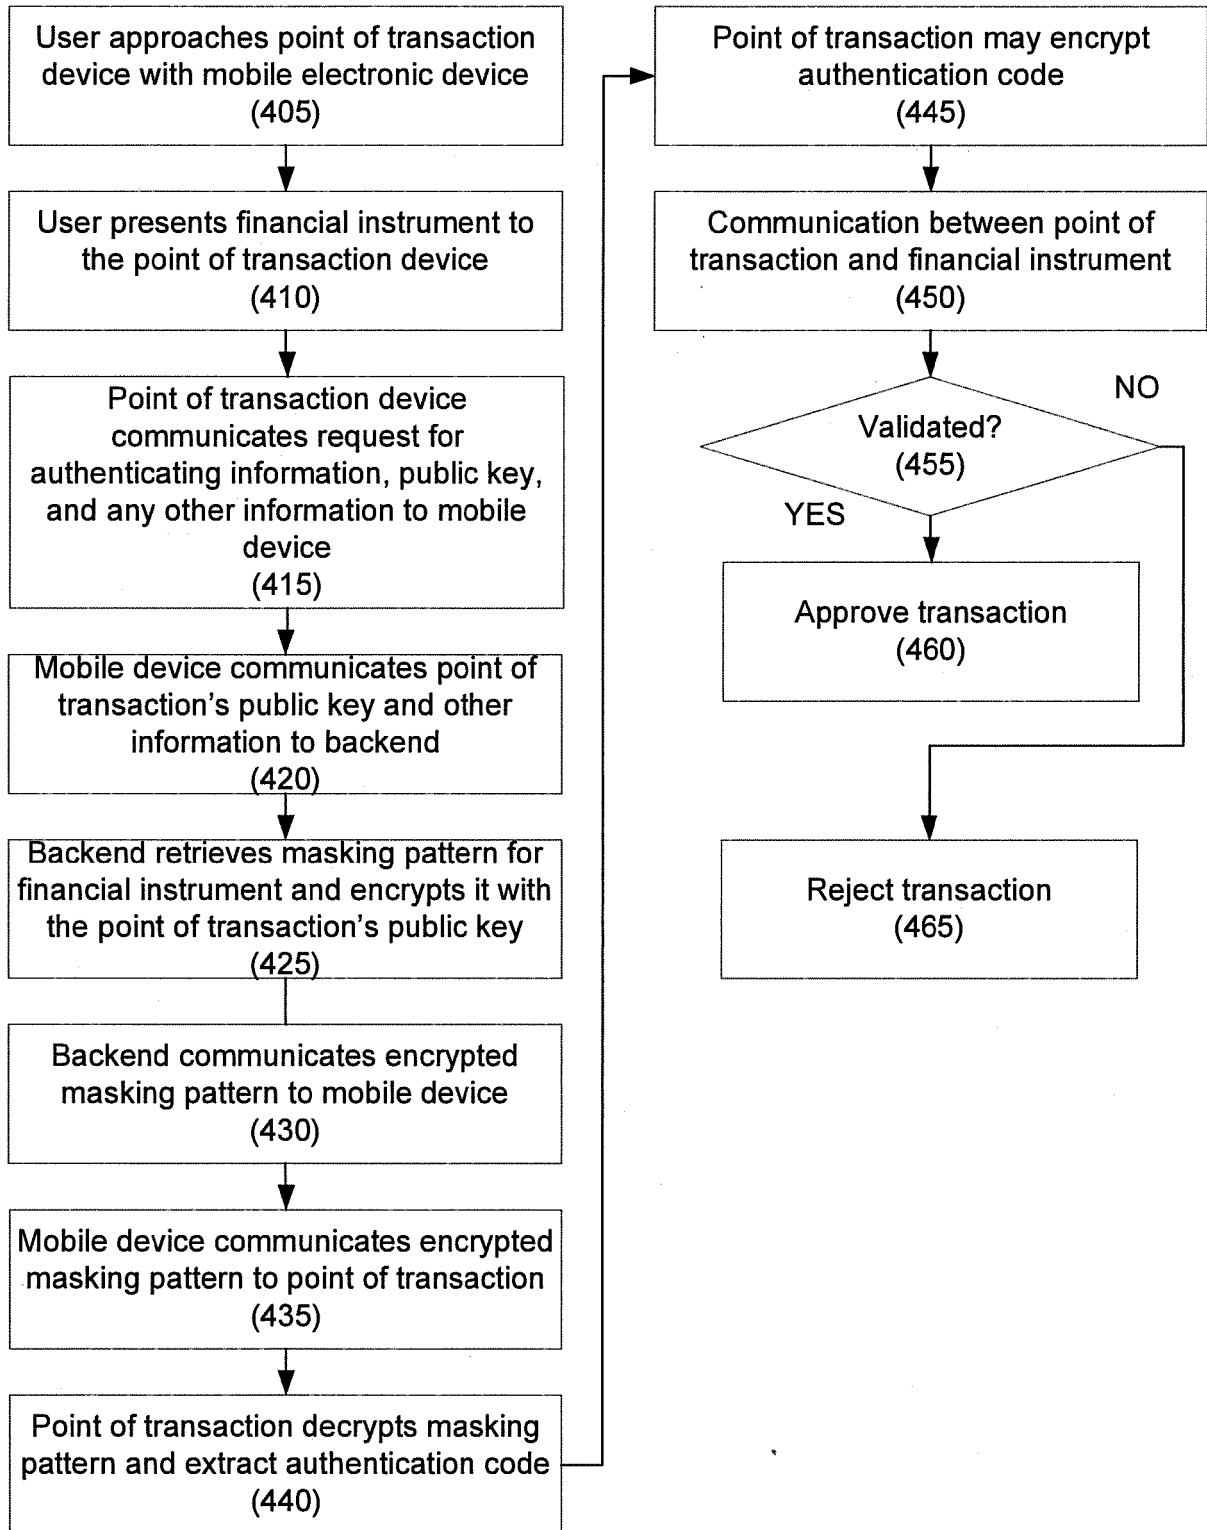 User approaches point of transaction
device with mobile electronic device
(405)
User presents financial instrument to
the point of transaction device
(410)
Point of transaction device
communicates request for
authenticating information, public key,
and any other information to mobile
device
(415)
Mobile device communicates point of
transaction's public key and other
information to backend
(420)
Backend retrieves masking pattern for
financial instrument and encrypts it with
the point of transaction's public key
(425)
Backend communicates encrypted
masking pattern to mobile device
(430)
Mobile device communicates encrypted
masking pattern to point of transaction
(435)
Point of transaction decrypts masking
pattern and extract authentication code
(440)
Point of transaction may encrypt
authentication code
(445)
Communication between point of
transaction and financial instrument
(450)
NO
Validated?
(455)
YES
Approve transaction
(460)
Reject transaction
(465)